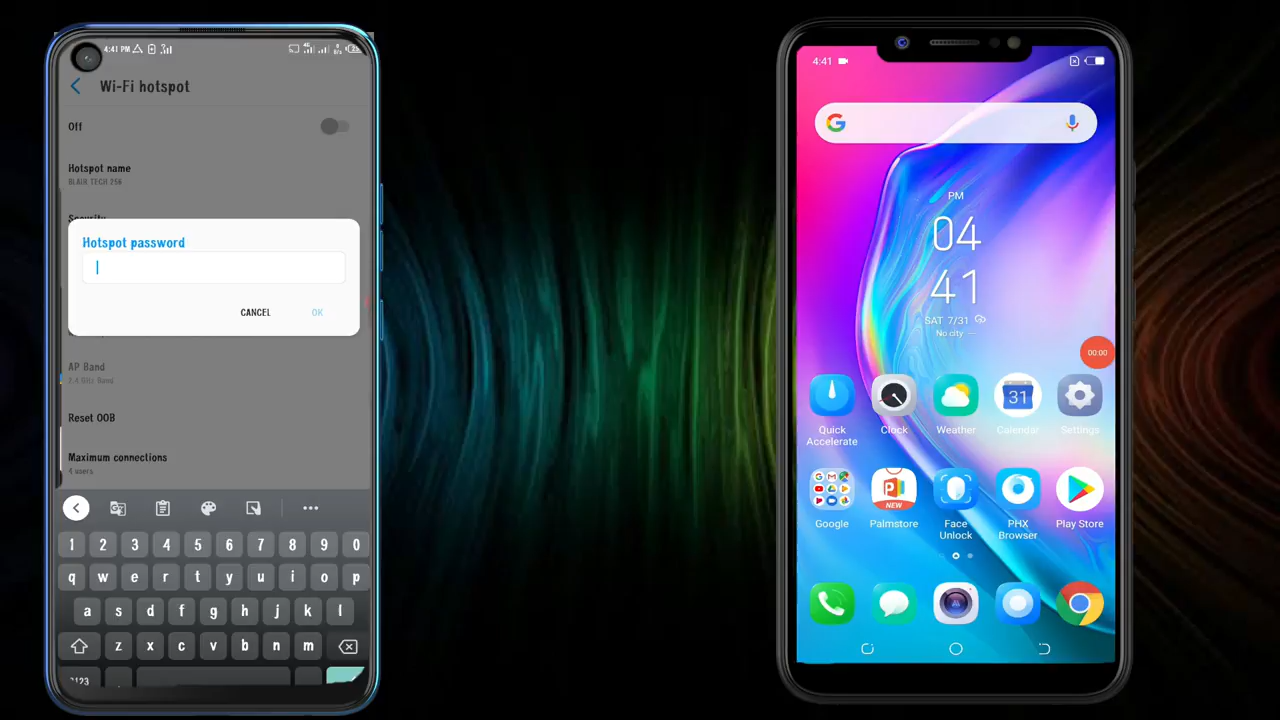 4:41 PM
Wi-Fi hotspot
Off
Hotspot name
BLAIR TECH 256
Security
Hotspot password
CANCEL OK
AP Band
2.4 GHz Band
Reset OOB
Maximum connections
4 users
1 2 3 4 5 6 7 8 9 0
q w e r t y u i o p
a s d f g h j k l
z x c v b n m
?123
4:41
G
PM
04
41
SAT 7/31
No city
00:00
31
Quick Accelerate
Clock
Weather
Calendar
Settings
NEW
Google
Palmstore
Face Unlock
PHX Browser
Play Store